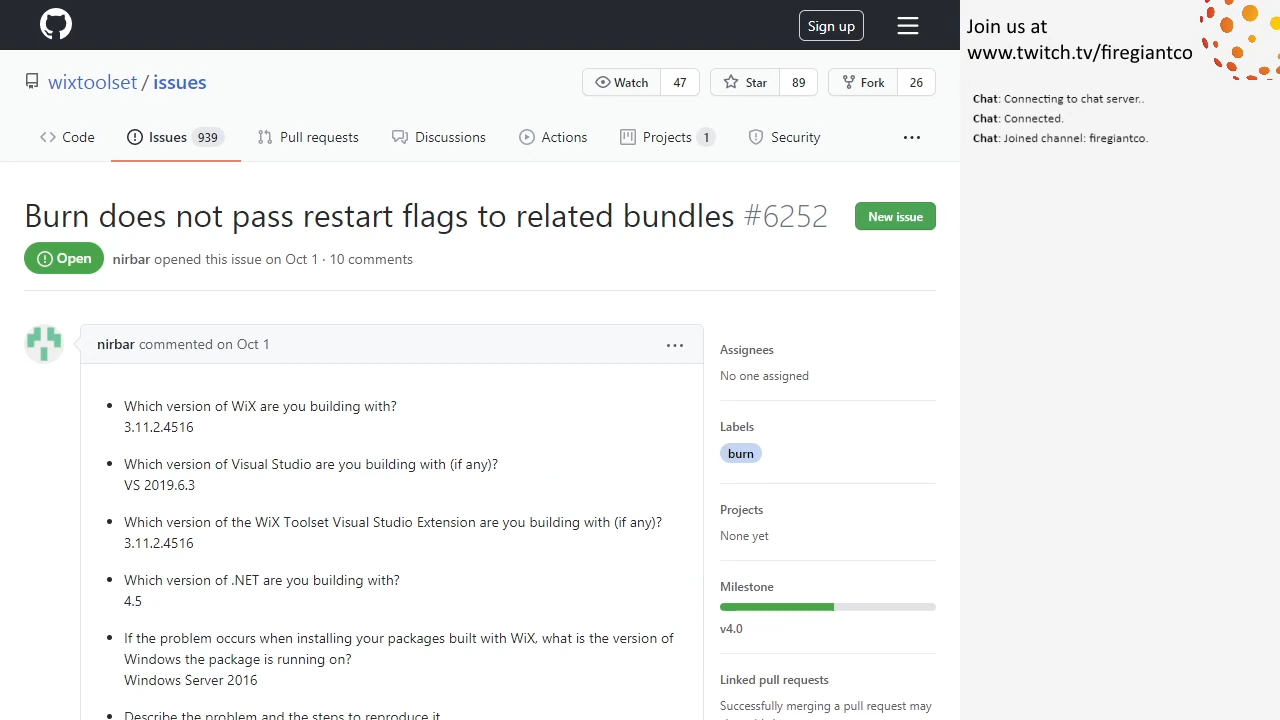 Sign up
wixtoolset / issues
Watch 47
Star 89
Fork 26
Code
Issues 939
Pull requests
Discussions
Actions
Projects 1
Security
Burn does not pass restart flags to related bundles #6252
New issue
Open
nirbar opened this issue on Oct 1 · 10 comments
nirbar commented on Oct 1
Which version of WiX are you building with?
3.11.2.4516
Which version of Visual Studio are you building with (if any)?
VS 2019.6.3
Which version of the WiX Toolset Visual Studio Extension are you building with (if any)?
3.11.2.4516
Which version of .NET are you building with?
4.5
If the problem occurs when installing your packages built with WiX, what is the version of
Windows the package is running on?
Windows Server 2016
Describe the problem and the steps to reproduce it
Assignees
No one assigned
Labels
burn
Projects
None yet
Milestone
v4.0
Linked pull requests
Successfully merging a pull request may
Join us at
www.twitch.tv/firegiantco
Chat: Connecting to chat server..
Chat: Connected.
Chat: Joined channel: firegiantco.